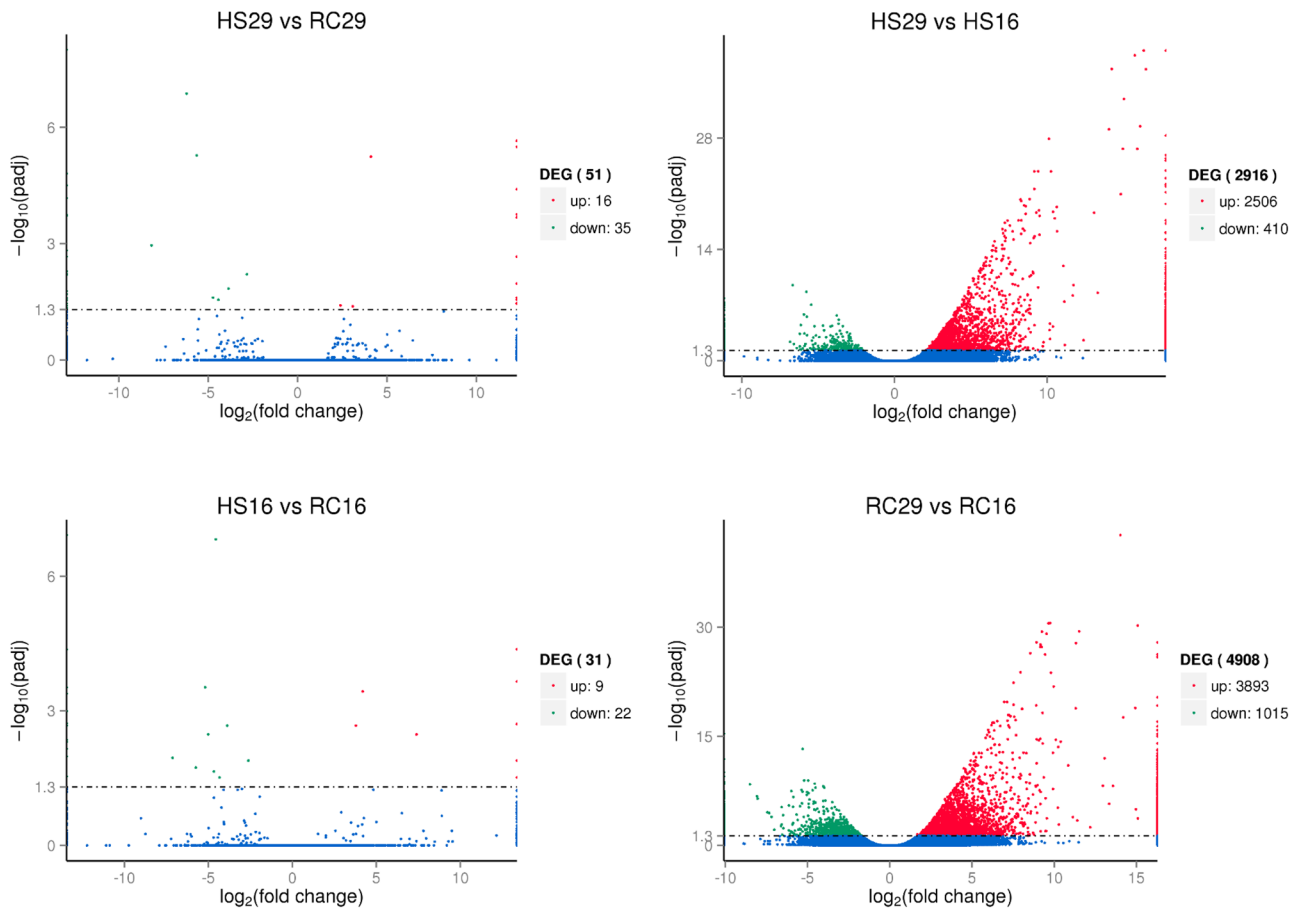 HS29 vs RC29
−log10(padj)
6
3
1.3
0
-10
-5
0
5
10
log2(fold change)
DEG ( 51 )
up: 16
down: 35
HS29 vs HS16
−log10(padj)
28
14
1.3
0
-10
0
10
log2(fold change)
DEG ( 2916 )
up: 2506
down: 410
HS16 vs RC16
−log10(padj)
6
3
1.3
0
-10
-5
0
5
10
log2(fold change)
DEG ( 31 )
up: 9
down: 22
RC29 vs RC16
−log10(padj)
30
15
1.3
0
-10
-5
0
5
10
15
log2(fold change)
DEG ( 4908 )
up: 3893
down: 1015